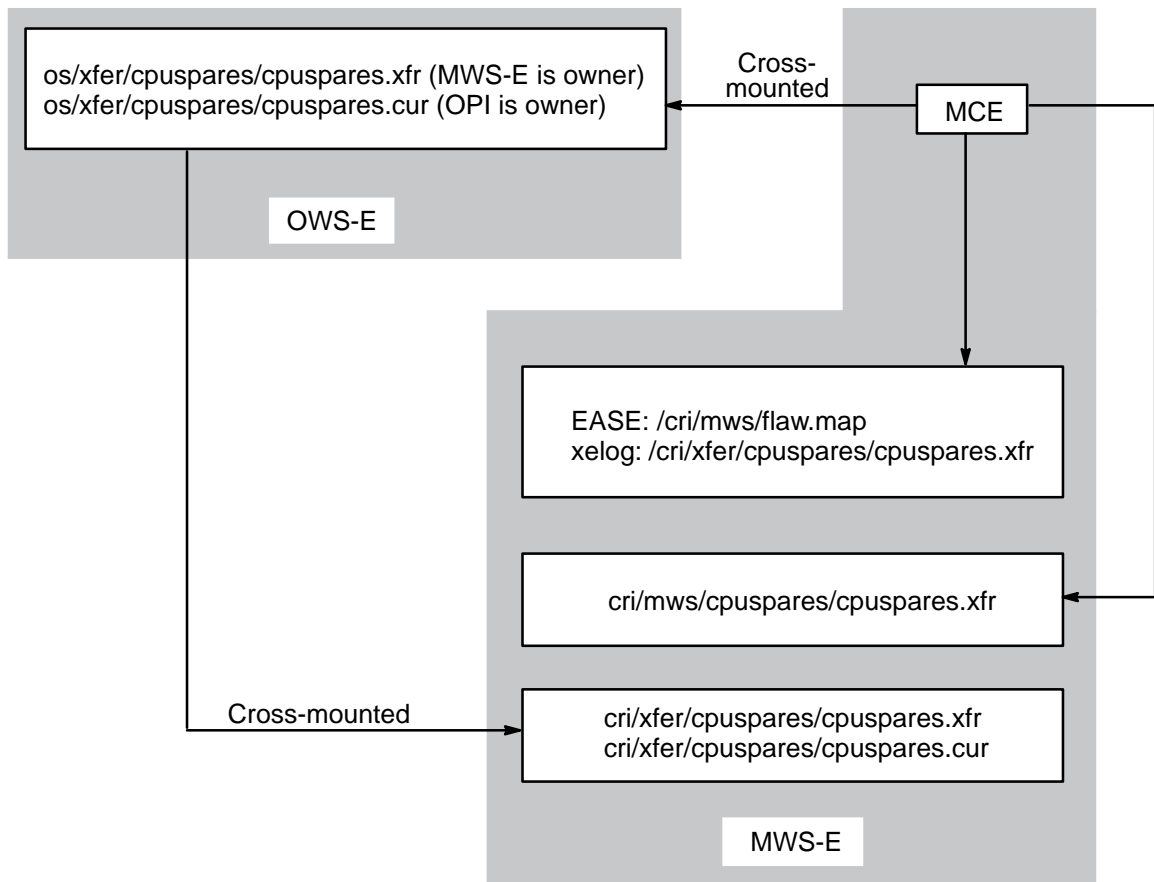 os/xfer/cpuspares/cpuspares.xfr (MWS-E is owner)
os/xfer/cpuspares/cpuspares.cur (OPI is owner)
Cross-
mounted
MCE
OWS-E
EASE: /cri/mws/flaw.map
xelog: /cri/xfer/cpuspares/cpuspares.xfr
cri/mws/cpuspares/cpuspares.xfr
Cross-mounted
cri/xfer/cpuspares/cpuspares.xfr
cri/xfer/cpuspares/cpuspares.cur
MWS-E